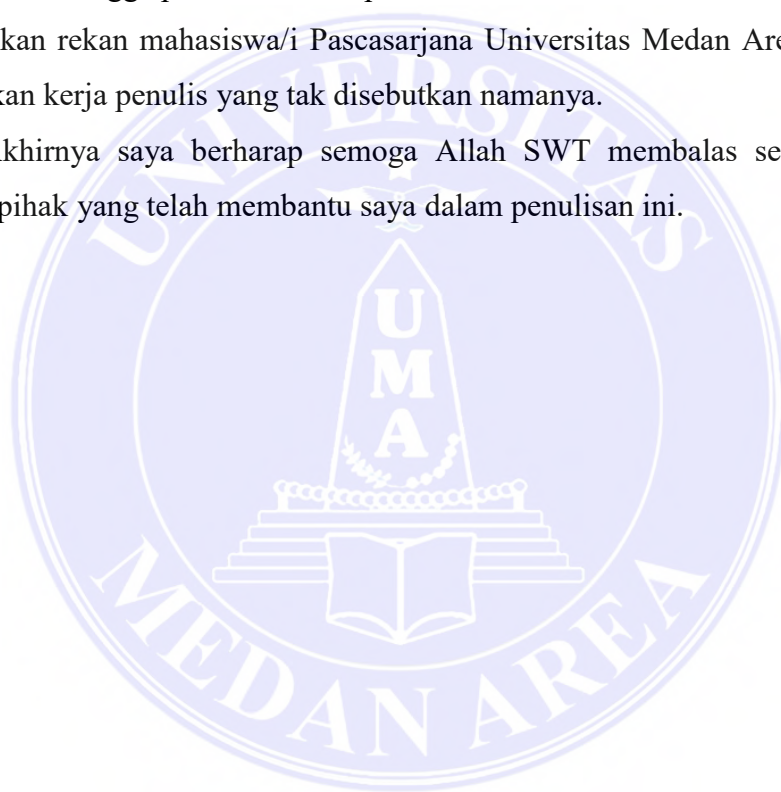 kan rekan mahasiswa/i Pascasarjana Universitas Medan Are
kan kerja penulis yang tak disebutkan namanya.
khirnya saya berharap semoga Allah SWT membalas se
pihak yang telah membantu saya dalam penulisan ini.
UNIVERSITAS
U
M
A
MEDAN AREA